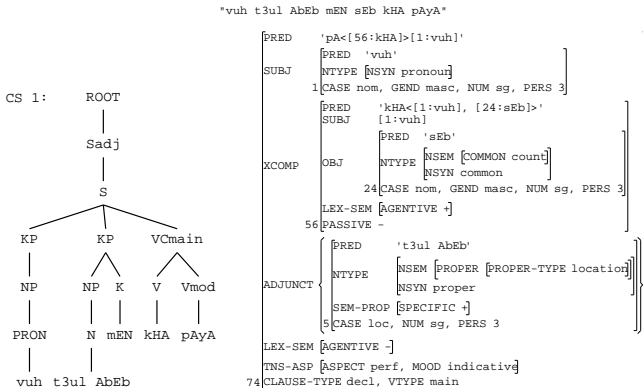 "vuh t3ul AbEb mEN sEb kHA pAyA"
CS 1: ROOT
Sadj
S
KP KP VCmain
NP NP K V Vmod
PRON N mEN kHA pAyA
vuh t3ul AbEb
PRED 'pA<[56:kHA]>[1:vuh]'
SUBJ
PRED 'vuh'
NTYPE [NSYN pronoun]
1 CASE nom, GEND masc, NUM sg, PERS 3
XCOMP
PRED 'kHA<[1:vuh], [24:sEb]>'
SUBJ [1:vuh]
OBJ
PRED 'sEb'
NTYPE NSEM [COMMON count]
NSYN common
24 CASE nom, GEND masc, NUM sg, PERS 3
LEX-SEM [AGENTIVE +]
56 PASSIVE -
ADJUNCT
PRED 't3ul AbEb'
NTYPE NSEM [PROPER [PROPER-TYPE location]]
NSYN proper
SEM-PROP [SPECIFIC +]
5 CASE loc, NUM sg, PERS 3
LEX-SEM [AGENTIVE -]
TNS-ASP [ASPECT perf, MOOD indicative]
74 CLAUSE-TYPE decl, VTYPE main